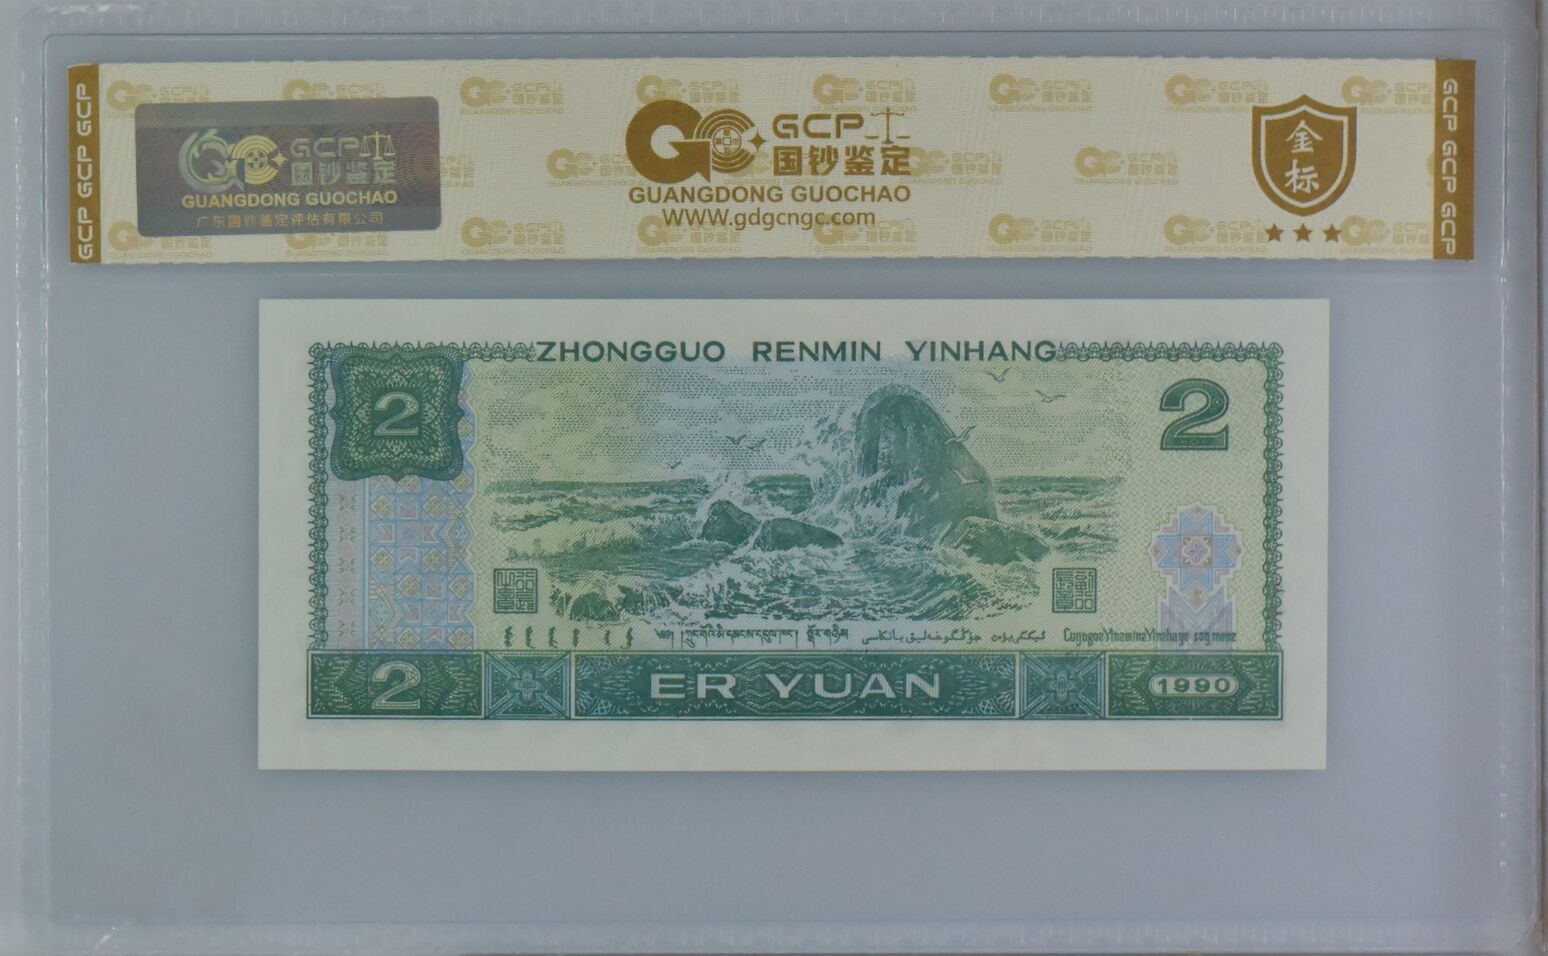 GCP GCP GCP
GCP
国钞鉴定
GUANGDONG GUOCHAO
广东国钞鉴定评估有限公司
GCP
国钞鉴定
GUANGDONG GUOCHAO
WWW.gdgcngc.com
金
标
GCP GCP GCP
ZHONGGUO RENMIN YINHANG
2
2
2
ER YUAN
1990